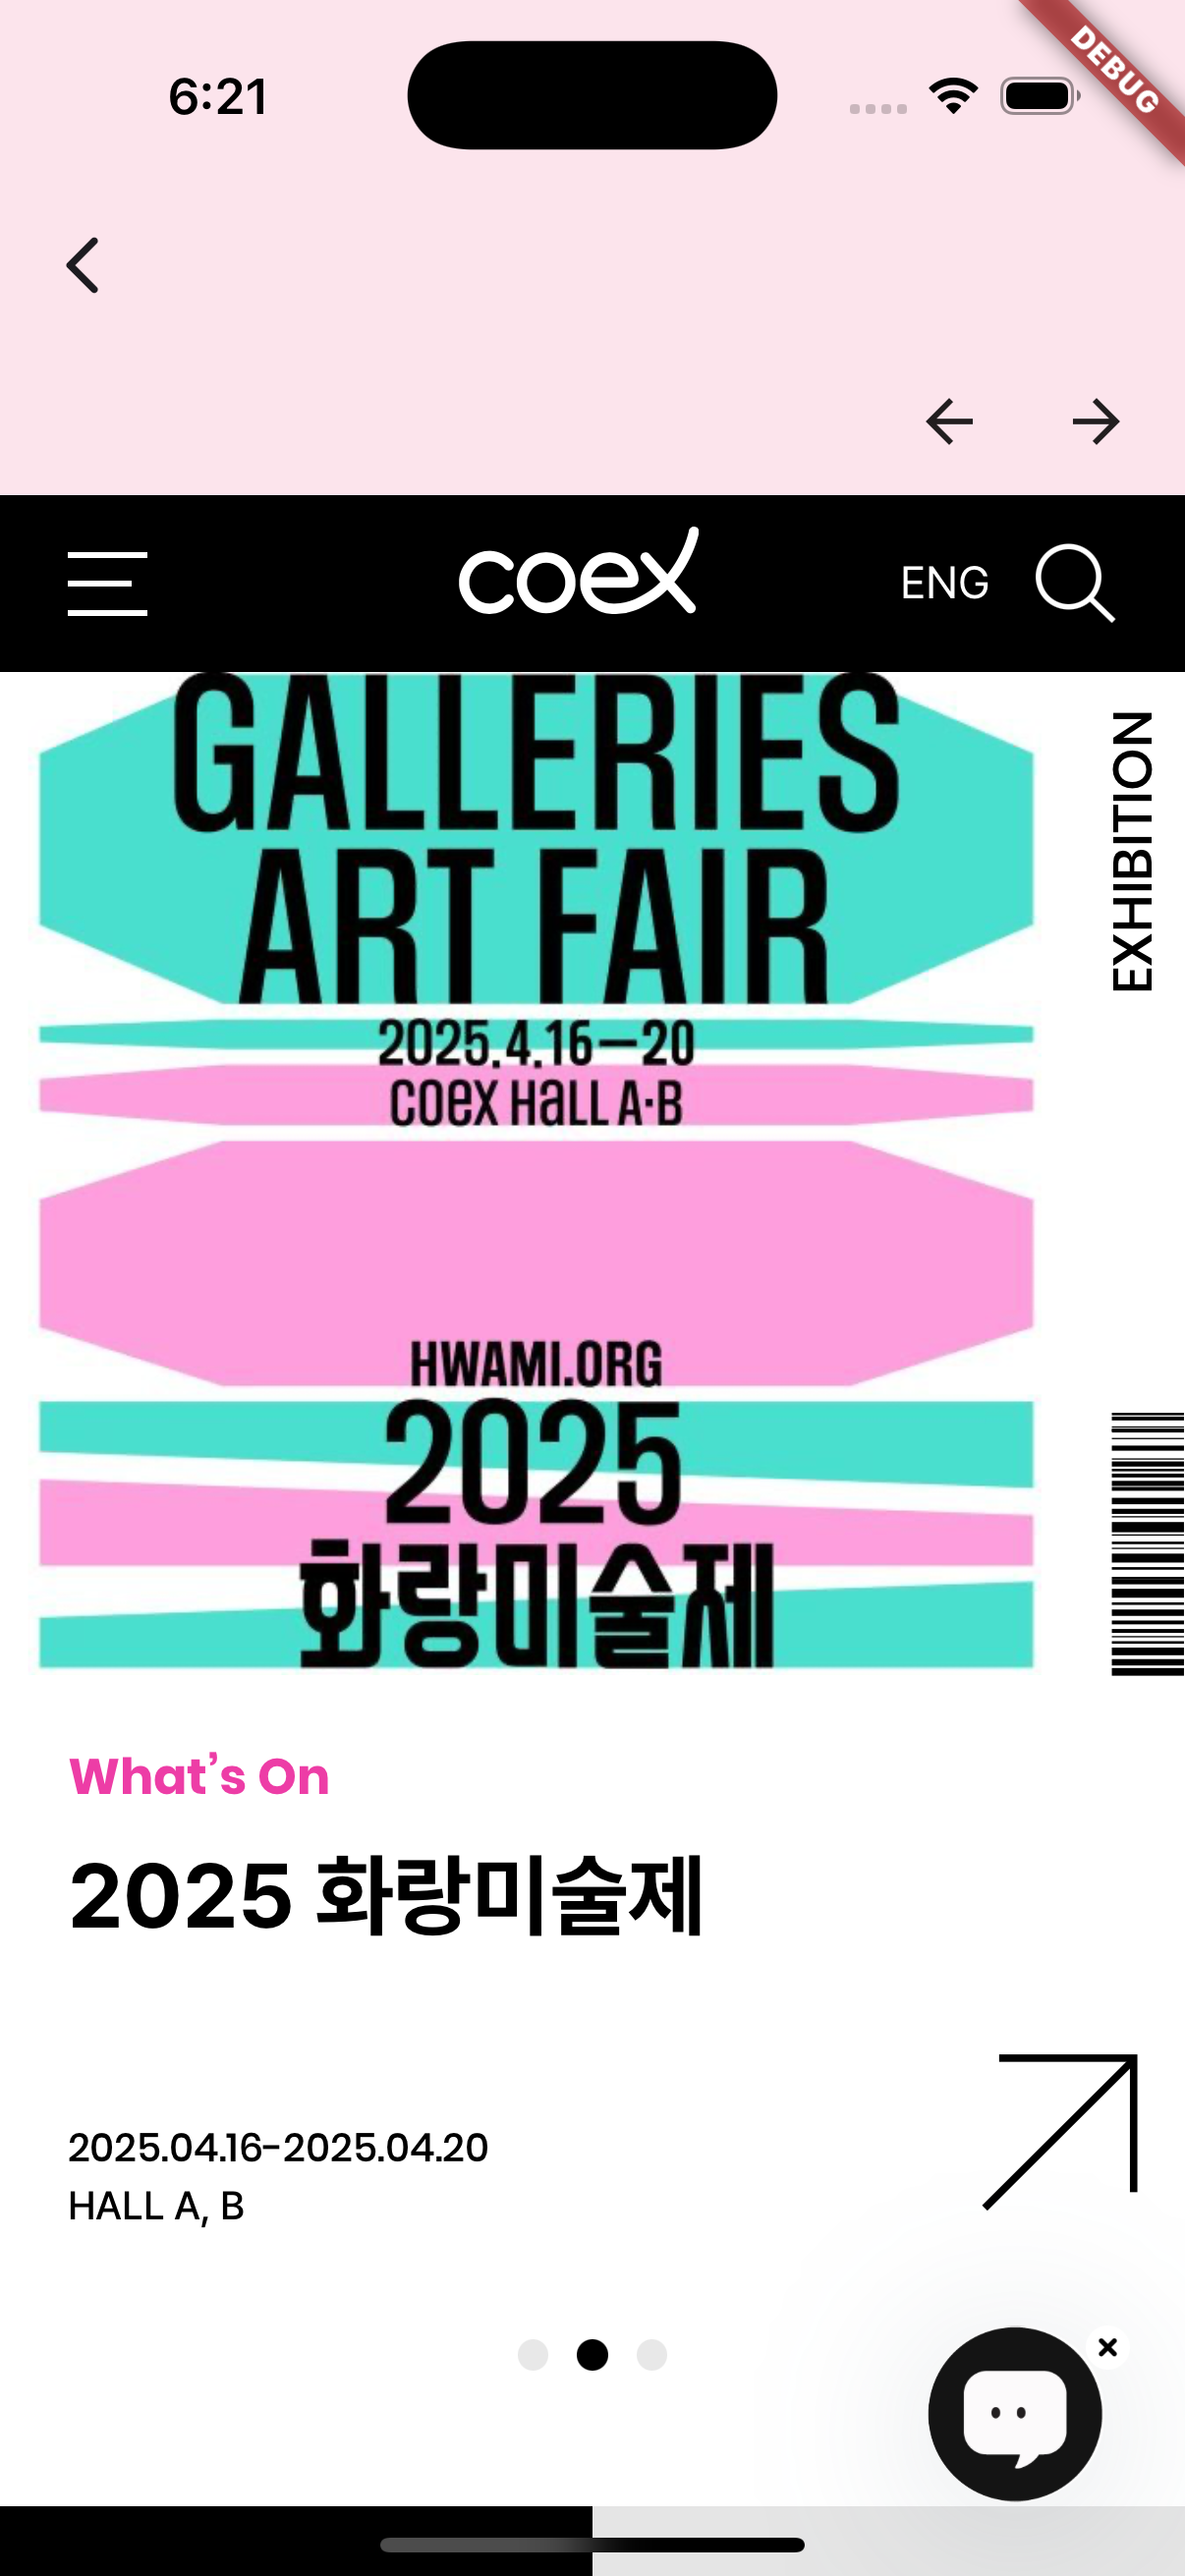 6:21
DEBUG
coex
ENG
GALLERIES
ART FAIR
EXHIBITION
2025.4.16—20
coex Hall A·B
HWAMI.ORG
2025
화랑미술제
What's On
2025 화랑미술제
2025.04.16-2025.04.20
HALL A, B